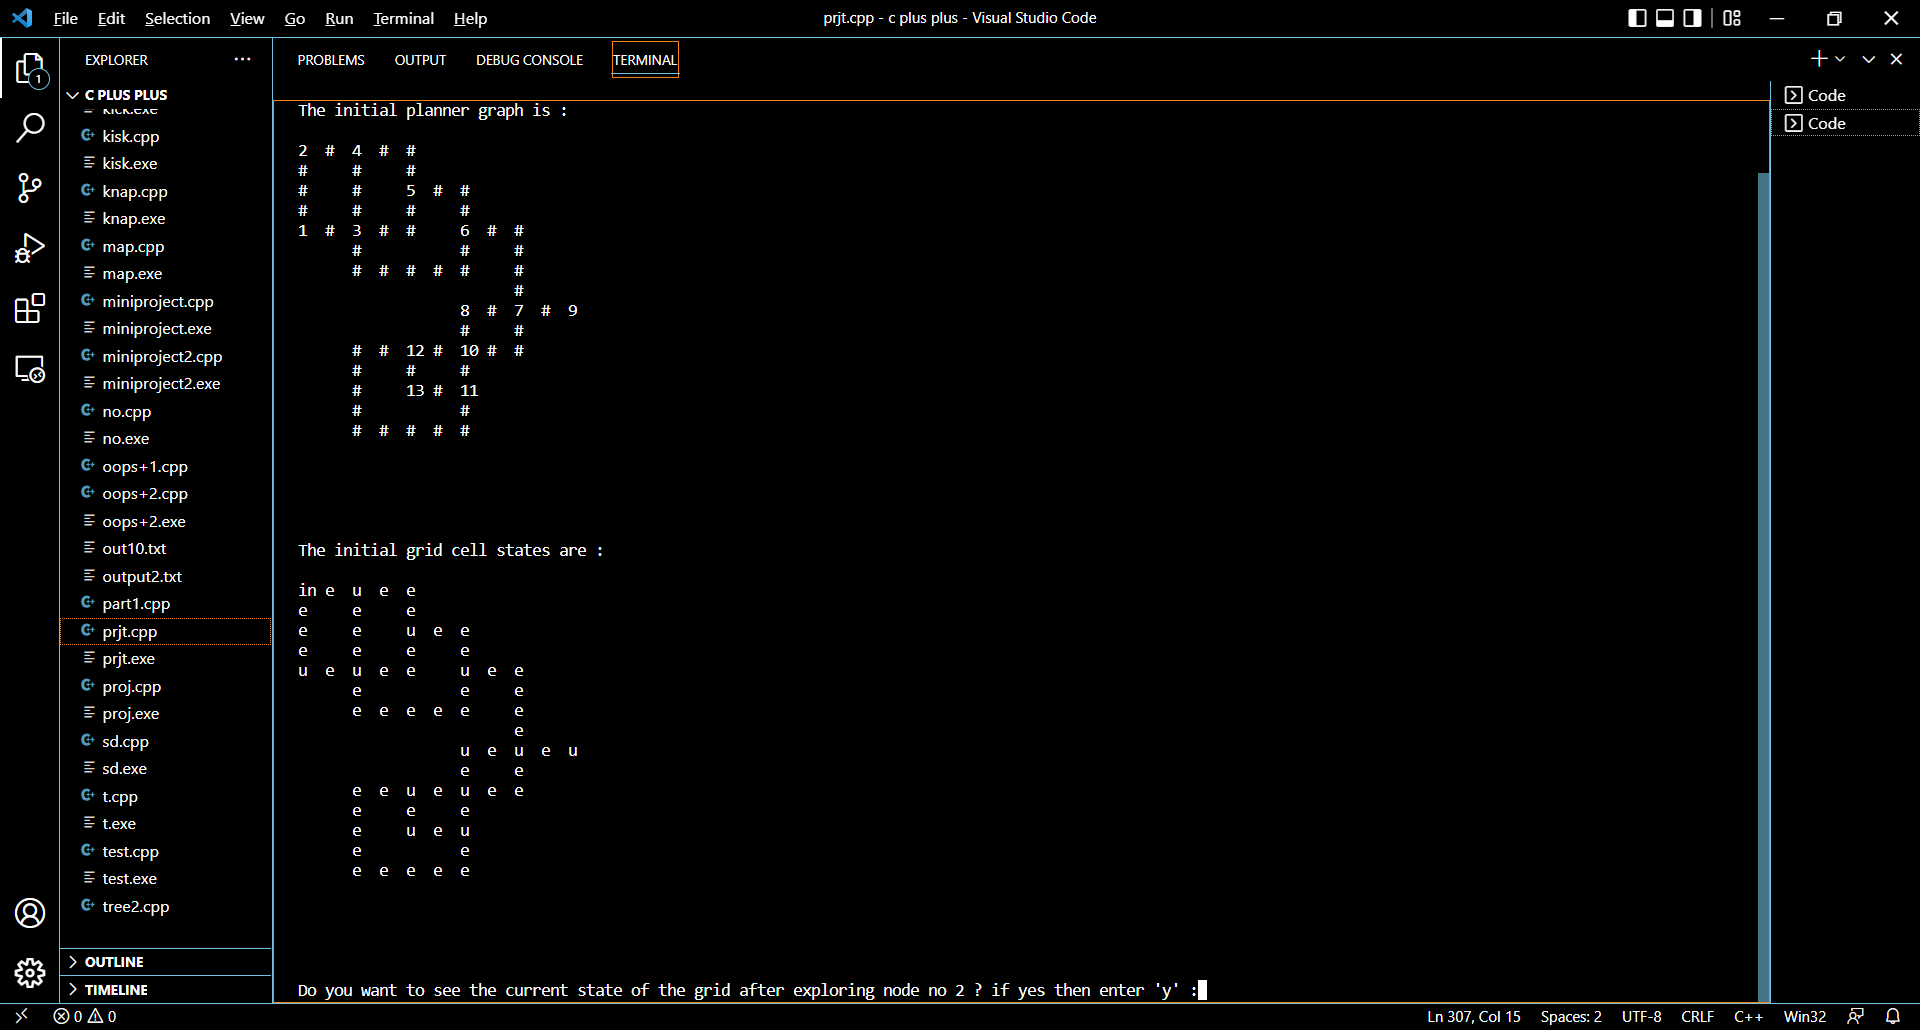 File Edit Selection View Go Run Terminal Help
prjt.cpp - c plus plus - Visual Studio Code
EXPLORER
1
C PLUS PLUS
kick.exe
kisk.cpp
kisk.exe
knap.cpp
knap.exe
map.cpp
map.exe
miniproject.cpp
miniproject.exe
miniproject2.cpp
miniproject2.exe
no.cpp
no.exe
oops+1.cpp
oops+2.cpp
oops+2.exe
out10.txt
output2.txt
part1.cpp
prjt.cpp
prjt.exe
proj.cpp
proj.exe
sd.cpp
sd.exe
t.cpp
t.exe
test.cpp
test.exe
tree2.cpp
OUTLINE
TIMELINE
PROBLEMS OUTPUT DEBUG CONSOLE TERMINAL
The initial planner graph is :
2 # 4 # #
#   #   #
#   #   5 # #
#   #   #   #
1 # 3 # #   6 # #
    #       #   #
    # # # # #   #
                #
            8 # 7 # 9
            #   #
    # # 12 # 10 # #
    #   #   #
    #   13 # 11
    #       #
    # # # # #
The initial grid cell states are :
in e u e e
e   e   e
e   e   u e e
e   e   e   e
u e u e e   u e e
    e       e   e
    e e e e e   e
                e
            u e u e u
            e   e
    e e u e u e e
    e   e   e
    e   u e u
    e       e
    e e e e e
Do you want to see the current state of the grid after exploring node no 2 ? if yes then enter 'y' :
Code
Code
0 0
Ln 307, Col 15 Spaces: 2 UTF-8 CRLF C++ Win32